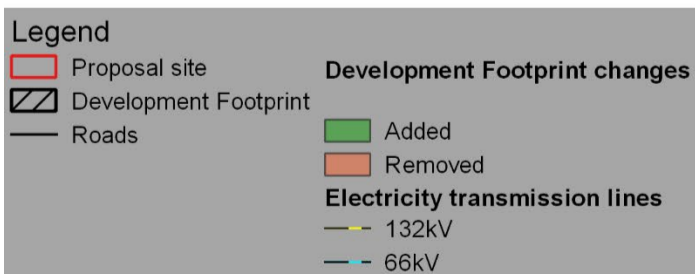 Legend
Proposal site
Development Footprint
Roads
Development Footprint changes
Added
Removed
Electricity transmission lines
132kV
66kV